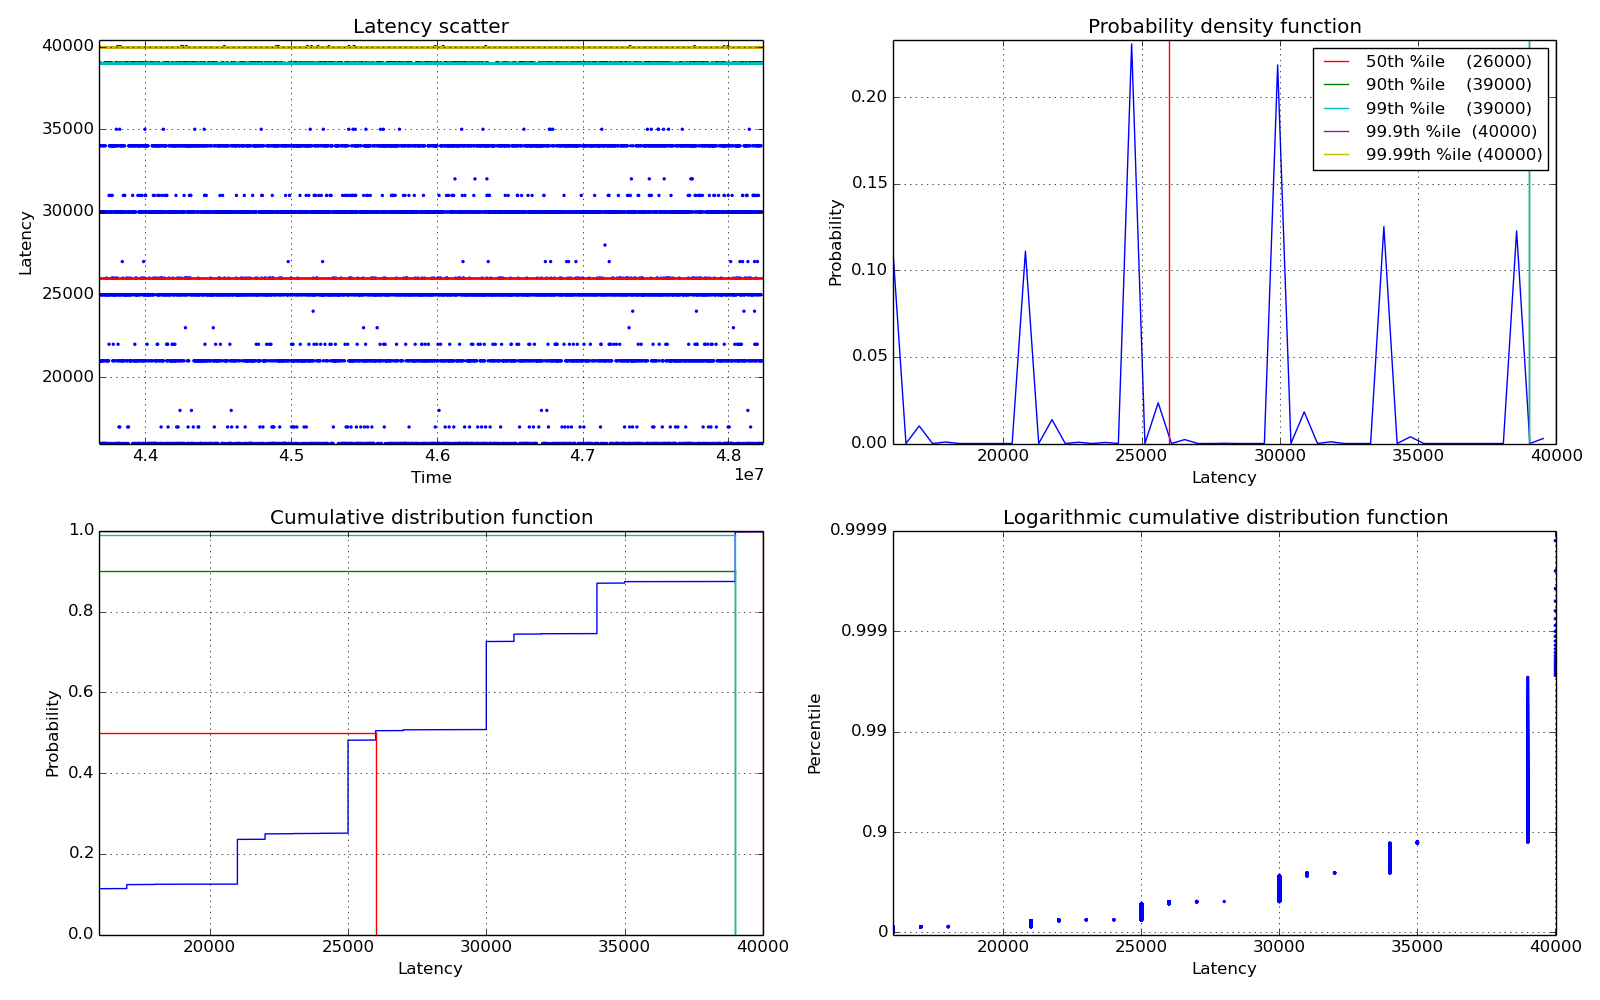 Latency scatter
40000
35000
30000
25000
20000
Latency
4.4
4.5
4.6
4.7
4.8
1e7
Time
Probability density function
50th %ile (26000)
90th %ile (39000)
99th %ile (39000)
99.9th %ile (40000)
99.99th %ile (40000)
0.20
0.15
0.10
0.05
0.00
Probability
20000
25000
30000
35000
40000
Latency
Cumulative distribution function
1.0
0.8
0.6
0.4
0.2
0.0
Probability
20000
25000
30000
35000
40000
Latency
Logarithmic cumulative distribution function
0.9999
0.999
0.99
0.9
0
Percentile
20000
25000
30000
35000
40000
Latency